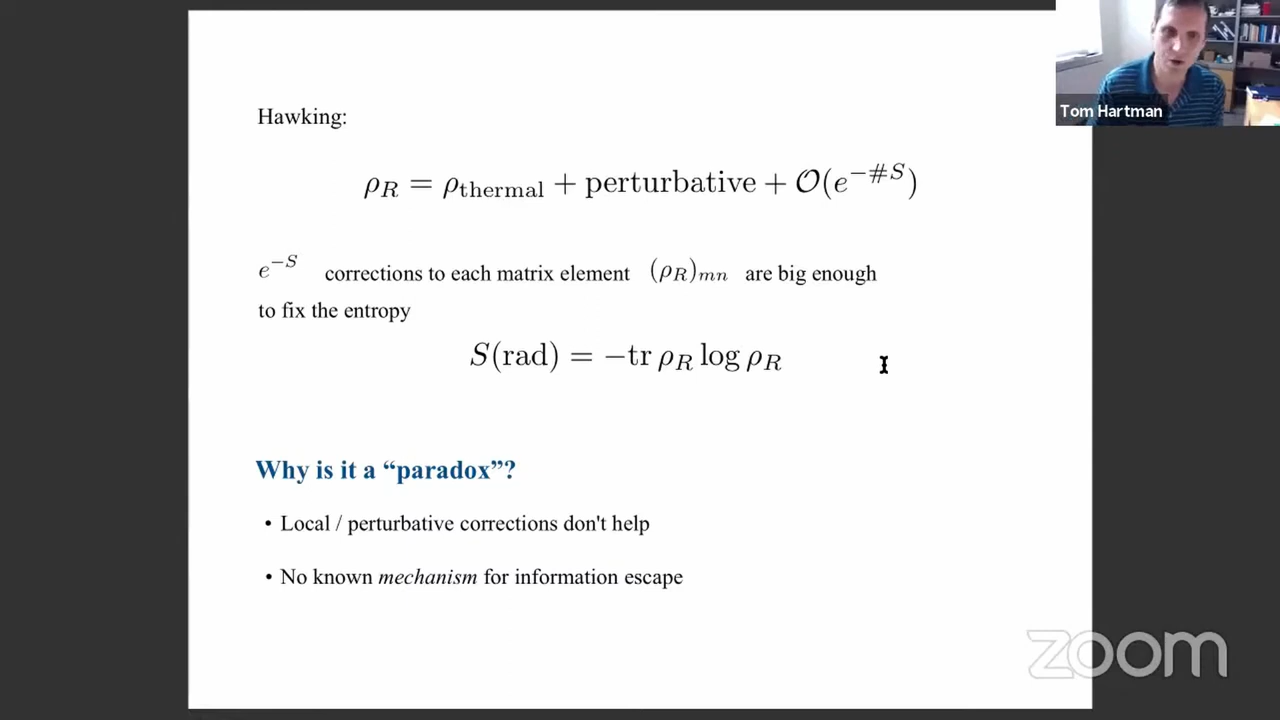 Hawking:
Tom Hartman
ρ_R = ρ_thermal + perturbative + 𝒪(e^{−#S})
e^{−S} corrections to each matrix element (ρ_R)_{mn} are big enough
to fix the entropy
S(rad) = −tr ρ_R log ρ_R
Why is it a “paradox”?
• Local / perturbative corrections don't help
• No known mechanism for information escape
zoom